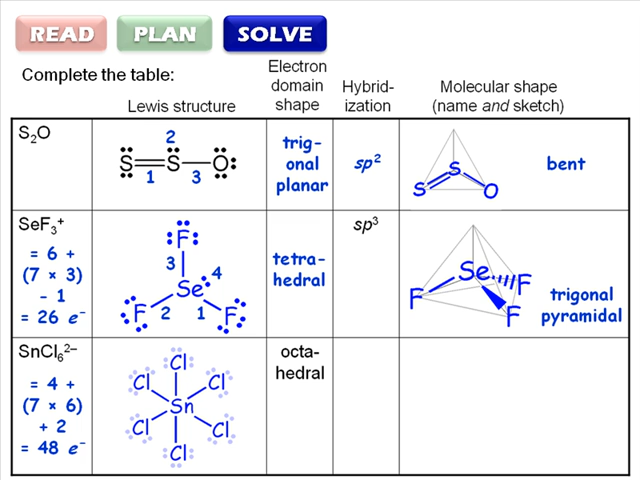 READ PLAN SOLVE
Complete the table:
Lewis structure
Electron
domain
shape
Hybrid-
ization
Molecular shape
(name and sketch)
S₂O
2
S S O
1 3
trig-
onal
planar
sp²
S
S O
bent
SeF₃⁺
= 6 +
(7 × 3)
– 1
= 26 e⁻
F
3
4
Se
F 2 1 F
tetra-
hedral
sp³
Se
F F
F
trigonal
pyramidal
SnCl₆²⁻
= 4 +
(7 × 6)
+ 2
= 48 e⁻
Cl
Cl Cl
Sn
Cl Cl
Cl
octa-
hedral